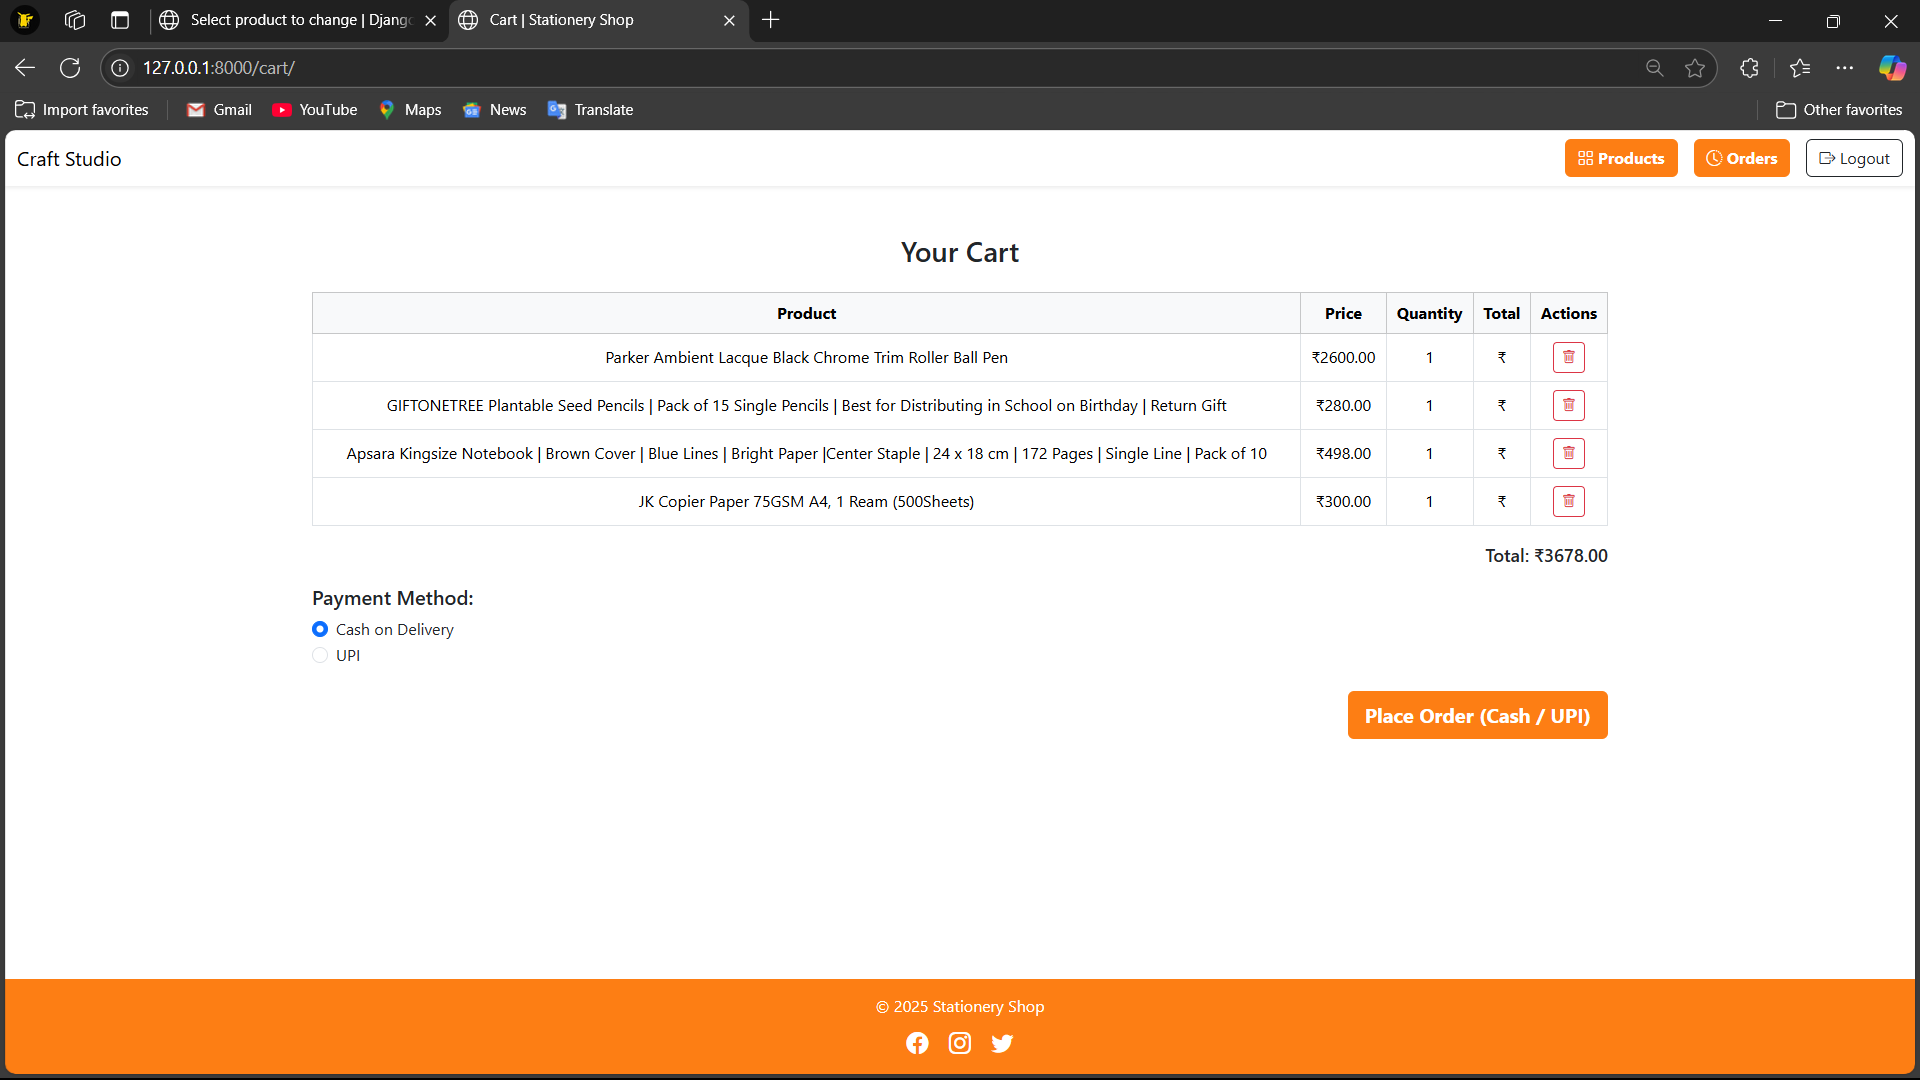 Select product to change | Djang
Cart | Stationery Shop
127.0.0.1:8000/cart/
Import favorites
Gmail
YouTube
Maps
News
Translate
Other favorites
Craft Studio
Products
Orders
Logout
Your Cart
Product Price Quantity Total Actions
Parker Ambient Lacque Black Chrome Trim Roller Ball Pen ₹2600.00 1 ₹
GIFTONETREE Plantable Seed Pencils | Pack of 15 Single Pencils | Best for Distributing in School on Birthday | Return Gift ₹280.00 1 ₹
Apsara Kingsize Notebook | Brown Cover | Blue Lines | Bright Paper |Center Staple | 24 x 18 cm | 172 Pages | Single Line | Pack of 10 ₹498.00 1 ₹
JK Copier Paper 75GSM A4, 1 Ream (500Sheets) ₹300.00 1 ₹
Total: ₹3678.00
Payment Method:
Cash on Delivery
UPI
Place Order (Cash / UPI)
© 2025 Stationery Shop